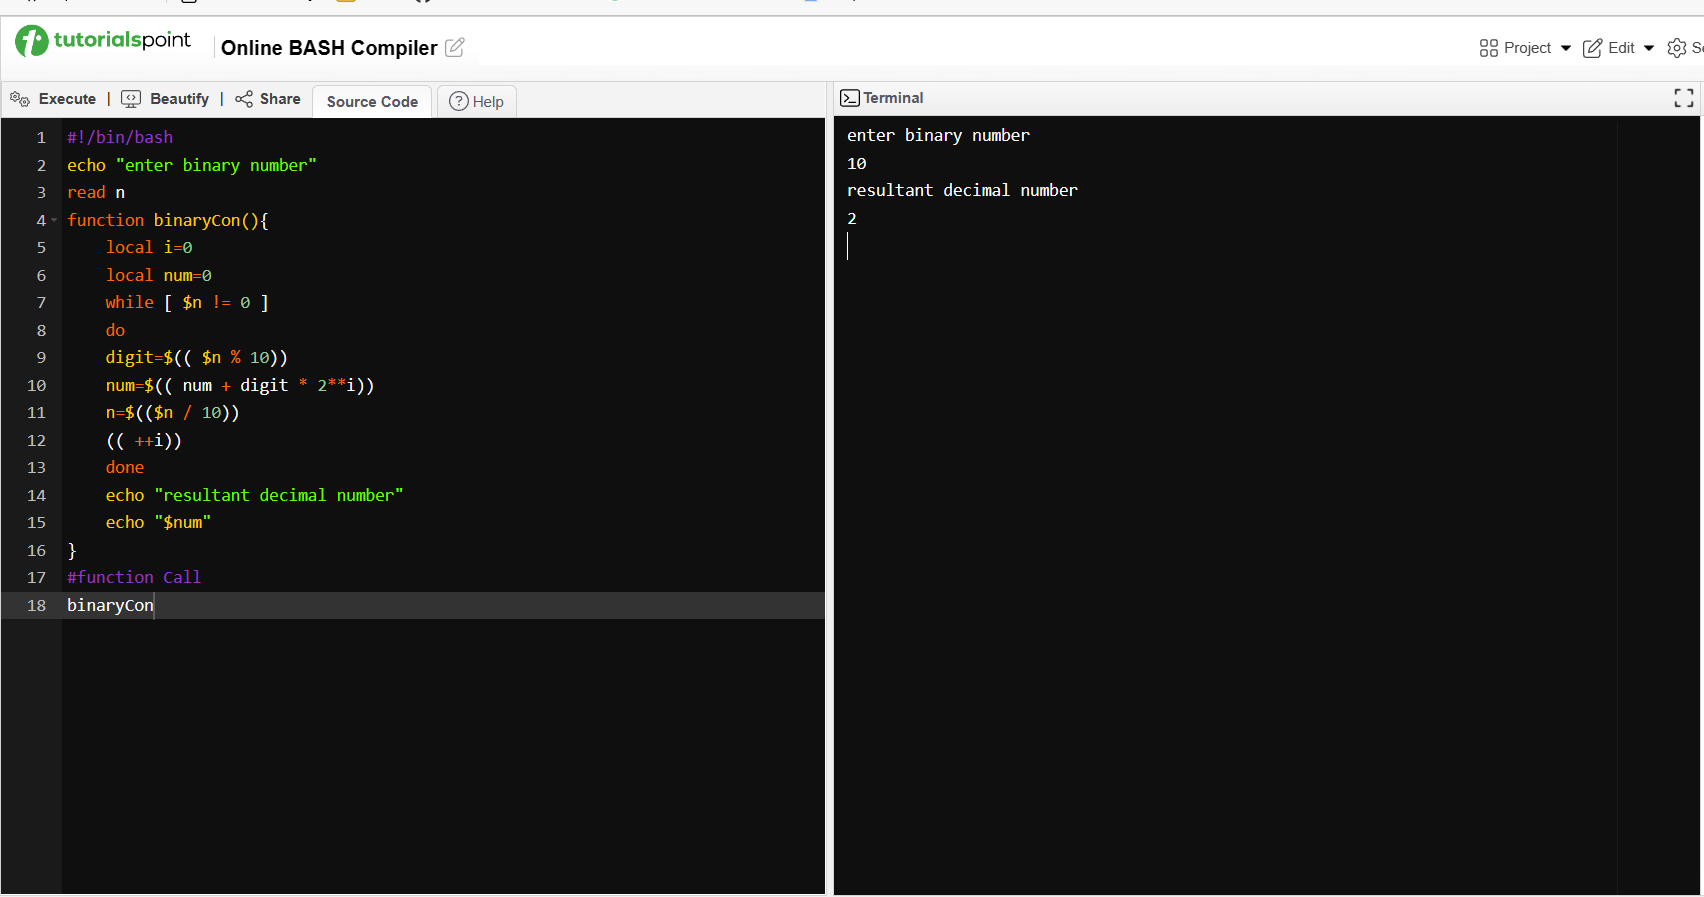 tutorialspoint
Online BASH Compiler
Project
Edit
Execute | Beautify | Share
Source Code
Help
1 #!/bin/bash
2 echo "enter binary number"
3 read n
4 function binaryCon(){
5     local i=0
6     local num=0
7     while [ $n != 0 ]
8     do
9     digit=$(( $n % 10))
10     num=$(( num + digit * 2**i))
11     n=$(($n / 10))
12     (( ++i))
13     done
14     echo "resultant decimal number"
15     echo "$num"
16 }
17 #function Call
18 binaryCon
Terminal
enter binary number
10
resultant decimal number
2